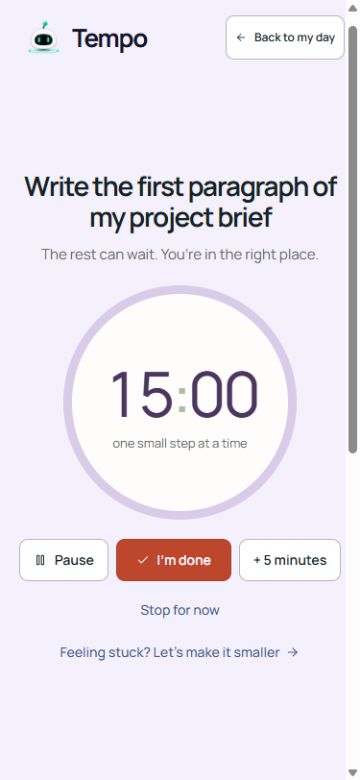 Tempo
← Back to my day
Write the first paragraph of
my project brief
The rest can wait. You're in the right place.
15:00
one small step at a time
Pause
I'm done
+ 5 minutes
Stop for now
Feeling stuck? Let's make it smaller →